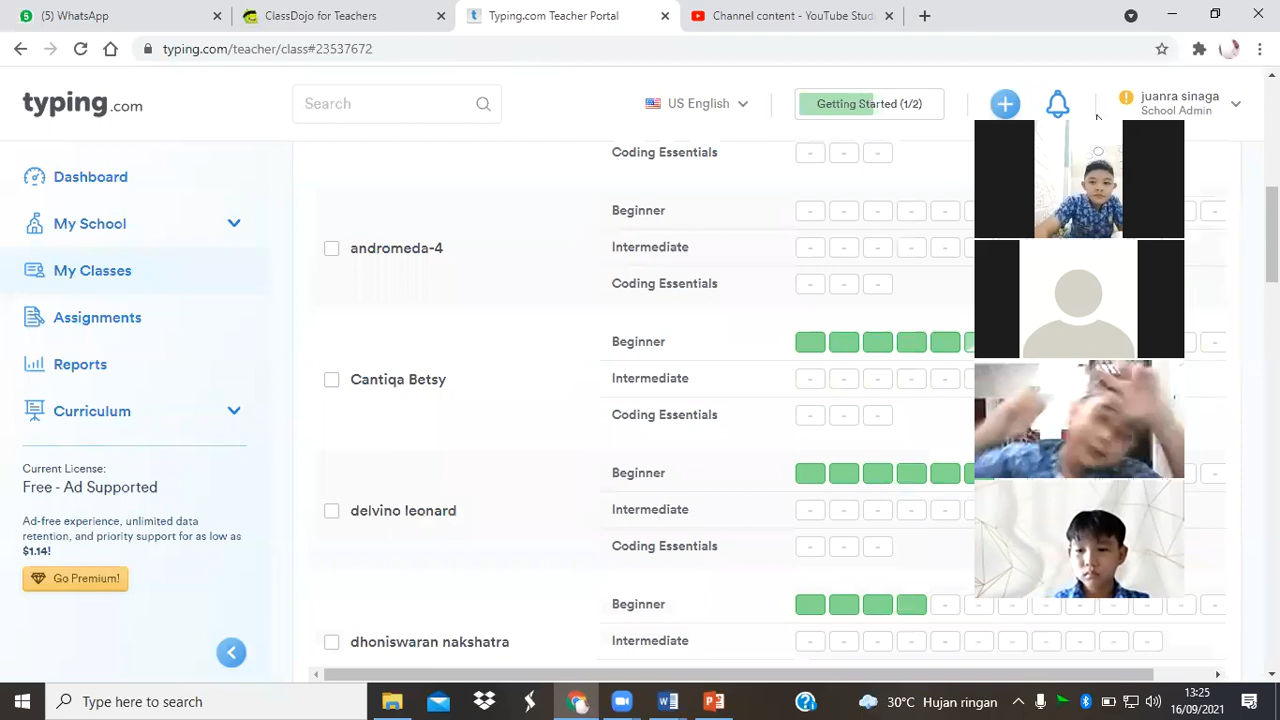 (5) WhatsApp
ClassDojo for Teachers
Typing.com Teacher Portal
Channel content - YouTube Stud
typing.com/teacher/class#23537672
typing.com
Search
US English
Getting Started (1/2)
juanra sinaga
School Admin
Dashboard
My School
My Classes
Assignments
Reports
Curriculum
Current License:
Free - Ad Supported
Ad-free experience, unlimited data
retention, and priority support for as low as
$1.14!
Go Premium!
Coding Essentials
andromeda-4
Beginner
Intermediate
Coding Essentials
Cantiqa Betsy
Beginner
Intermediate
Coding Essentials
delvino leonard
Beginner
Intermediate
Coding Essentials
dhoniswaran nakshatra
Beginner
Intermediate
Type here to search
30°C Hujan ringan
13:25
16/09/2021